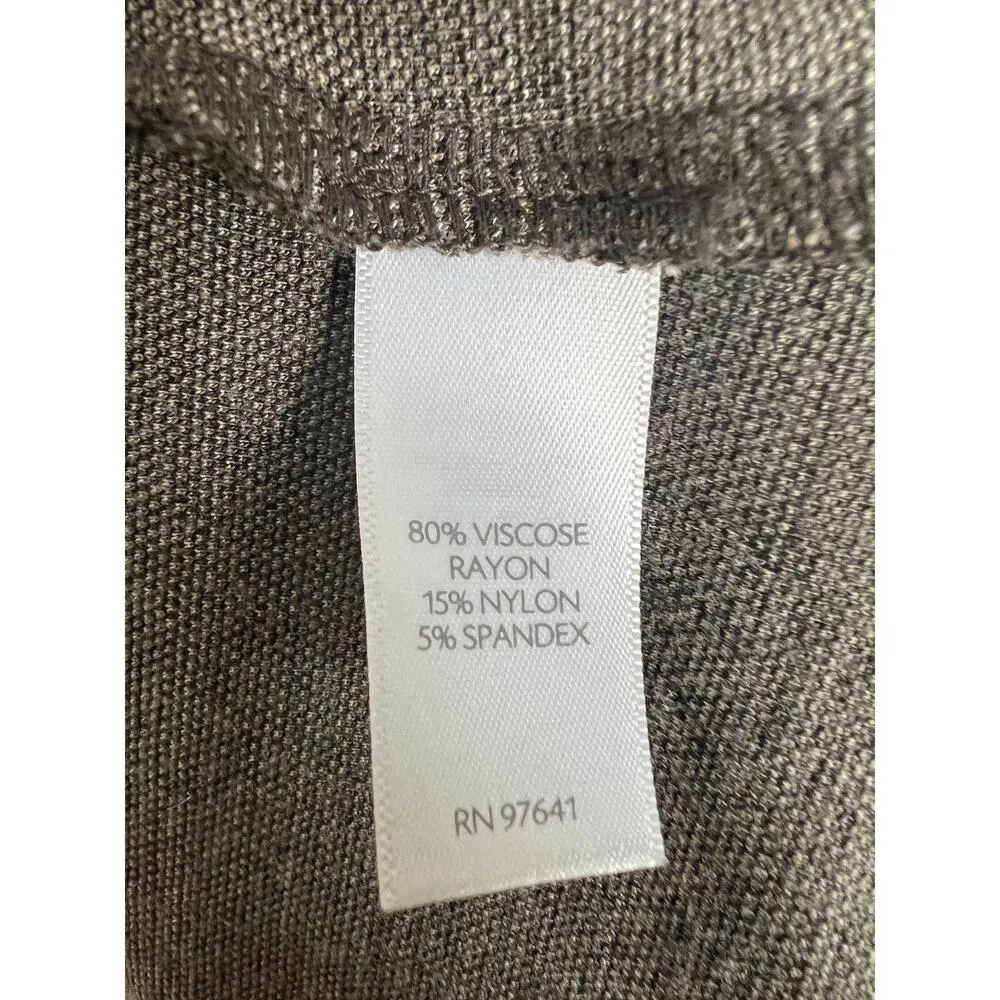 80% VISCOSE
RAYON
15% NYLON
5% SPANDEX
RN 97641